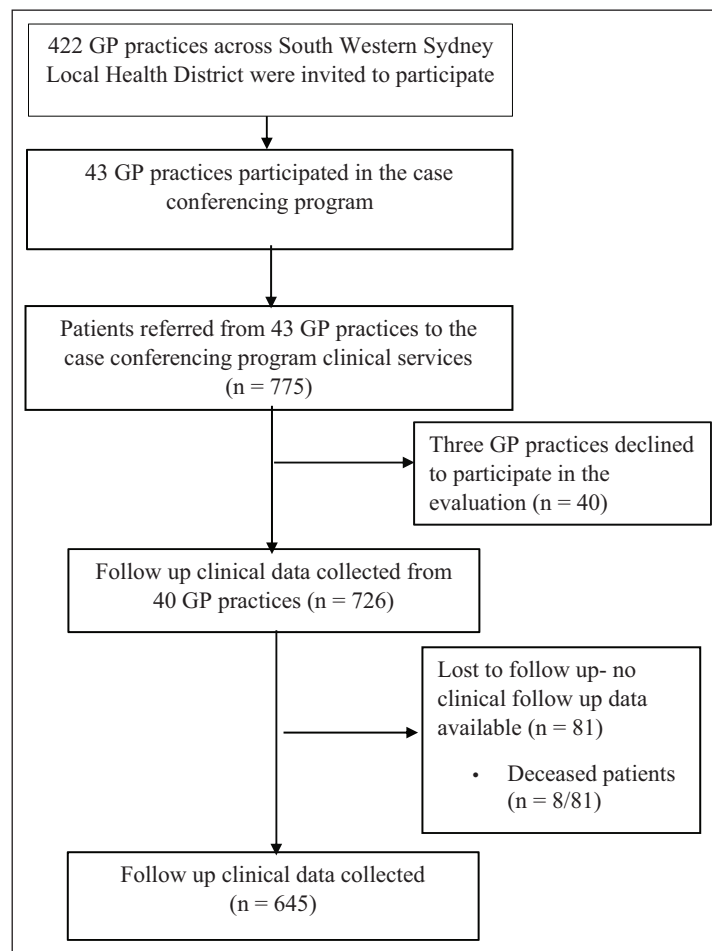 422 GP practices across South Western Sydney
Local Health District were invited to participate
43 GP practices participated in the case
conferencing program
Patients referred from 43 GP practices to the
case conferencing program clinical services
(n = 775)
Three GP practices declined
to participate in the
evaluation (n = 40)
Follow up clinical data collected from
40 GP practices (n = 726)
Lost to follow up- no
clinical follow up data
available (n = 81)
• Deceased patients
(n = 8/81)
Follow up clinical data collected
(n = 645)